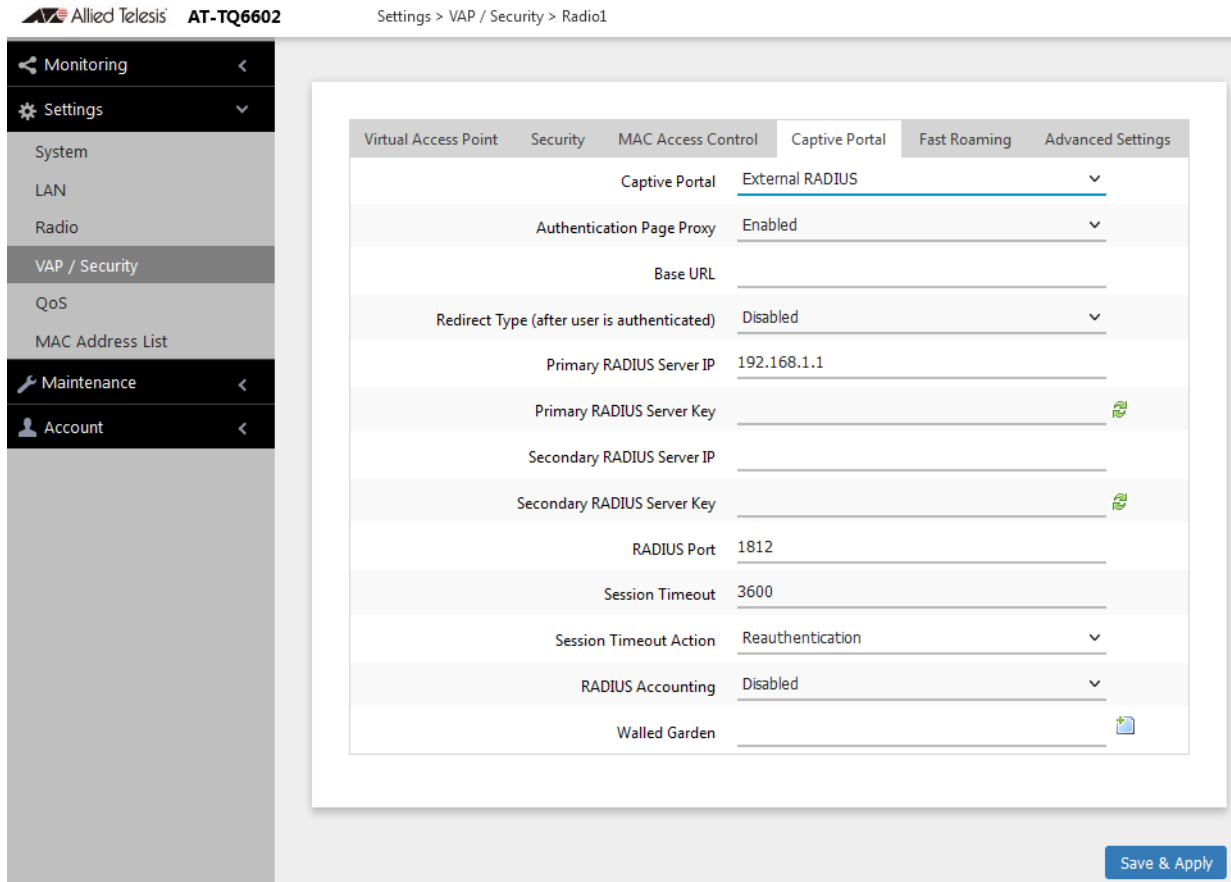 Allied Telesis AT-TQ6602 Settings > VAP / Security > Radio1
Monitoring
Settings
System
LAN
Radio
VAP / Security
QoS
MAC Address List
Maintenance
Account
Virtual Access Point Security MAC Access Control Captive Portal Fast Roaming Advanced Settings
Captive Portal External RADIUS
Authentication Page Proxy Enabled
Base URL
Redirect Type (after user is authenticated) Disabled
Primary RADIUS Server IP 192.168.1.1
Primary RADIUS Server Key
Secondary RADIUS Server IP
Secondary RADIUS Server Key
RADIUS Port 1812
Session Timeout 3600
Session Timeout Action Reauthentication
RADIUS Accounting Disabled
Walled Garden
Save & Apply